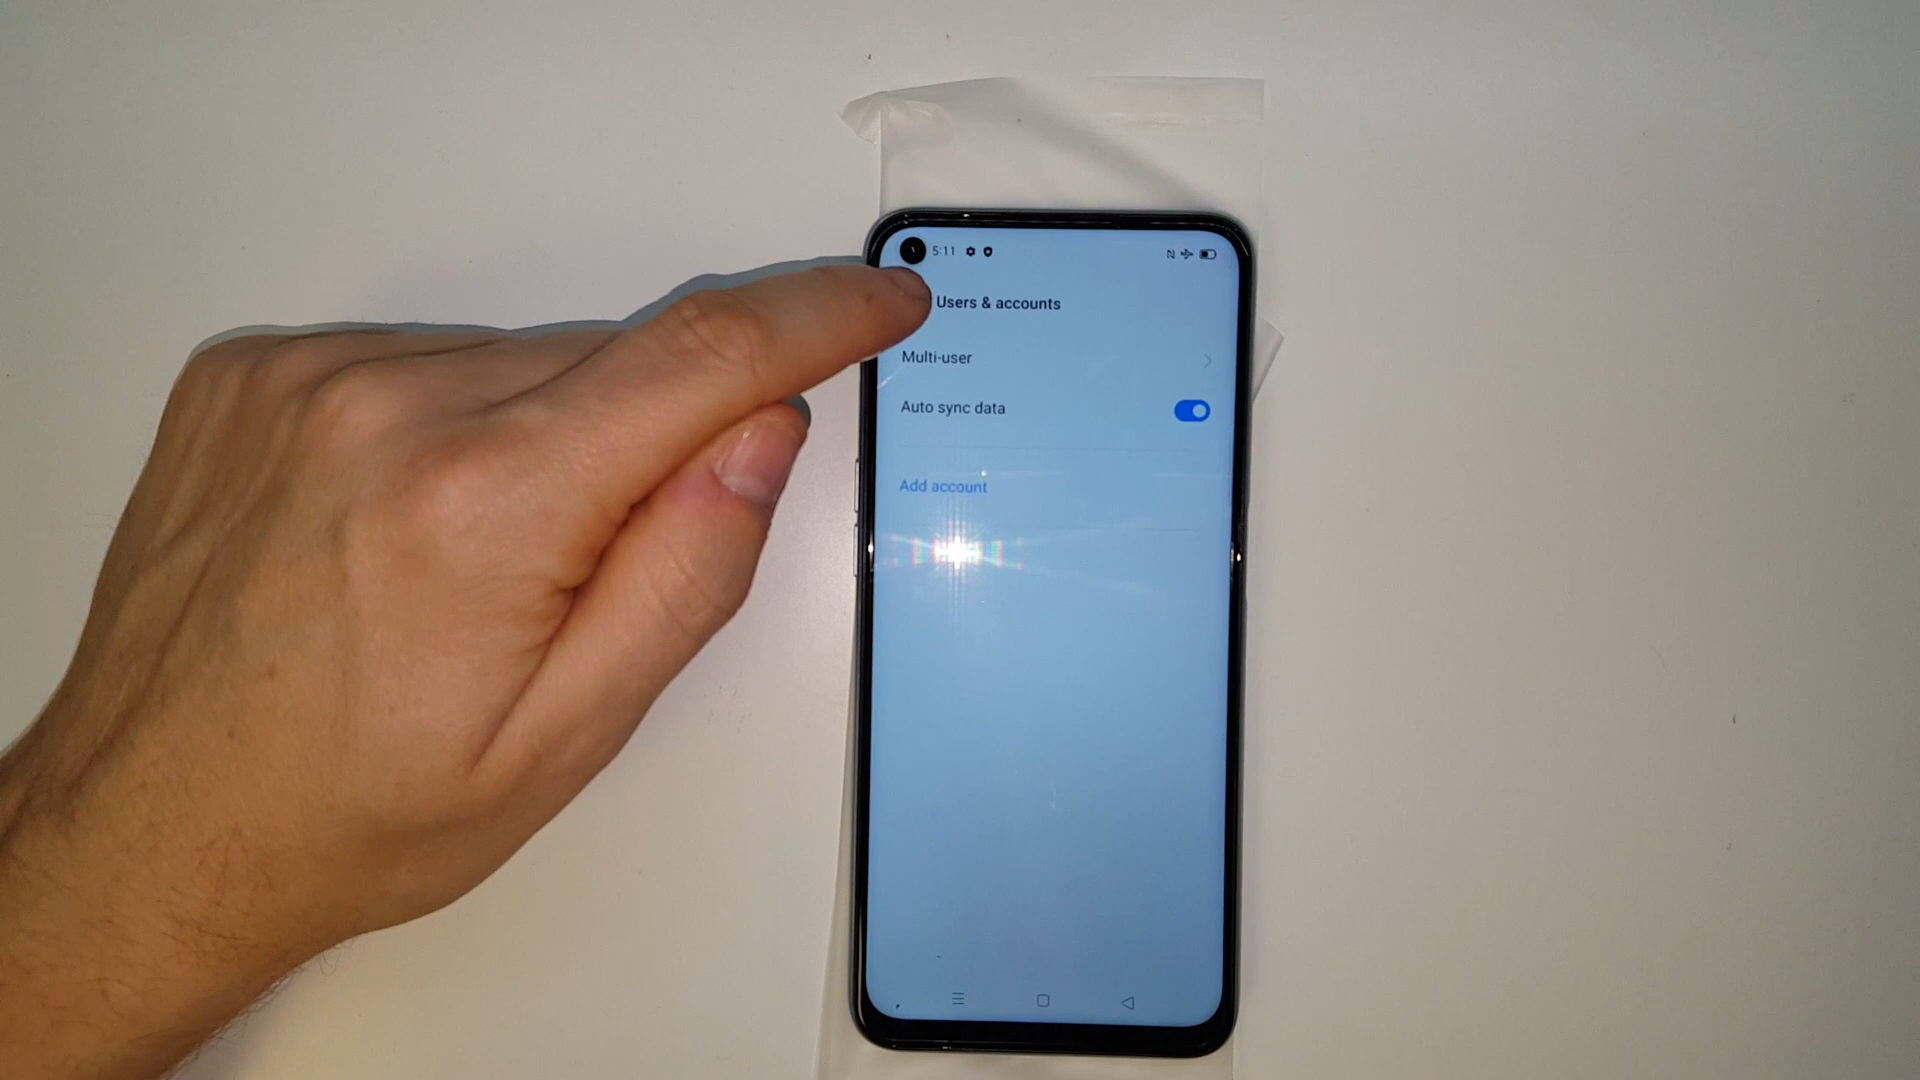 5:11
Users & accounts
Multi-user
Auto sync data
Add account